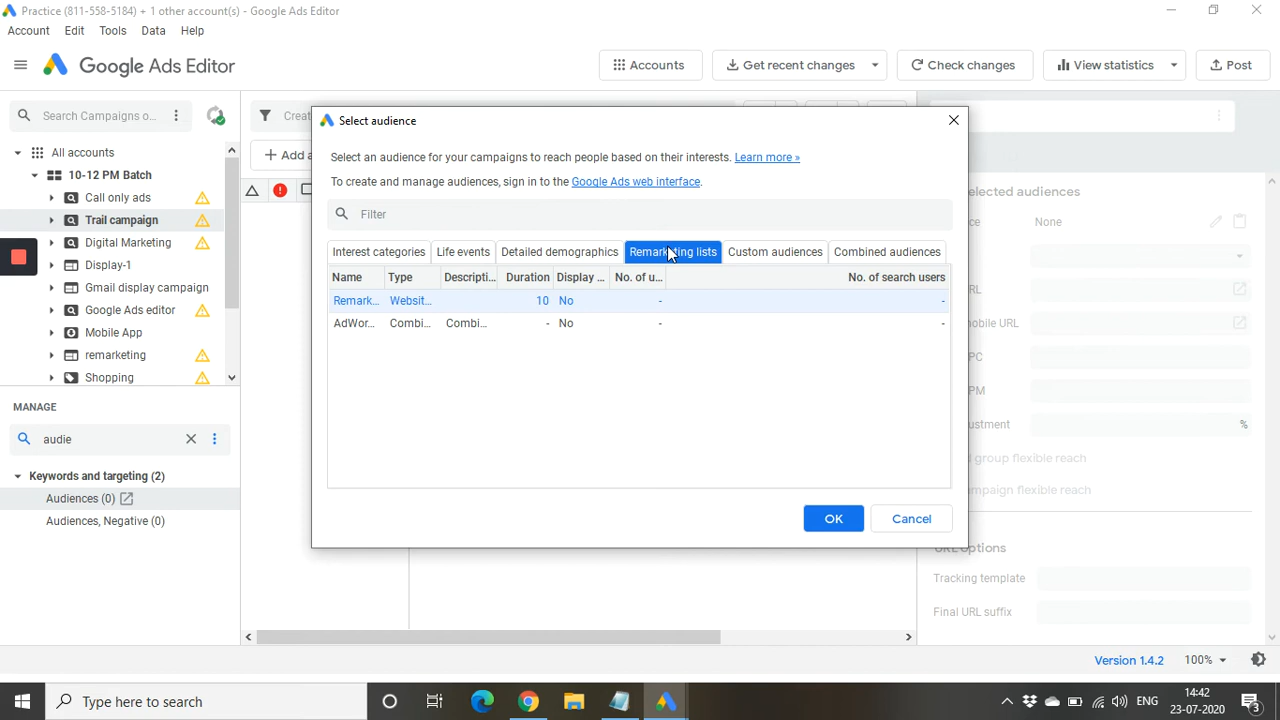 Practice (811-558-5184) + 1 other account(s) - Google Ads Editor
Account Edit Tools Data Help
Google Ads Editor
Accounts
Get recent changes
Check changes
View statistics
Post
Search Campaigns o...
All accounts
10-12 PM Batch
Call only ads
Trail campaign
Digital Marketing
Display-1
Gmail display campaign
Google Ads editor
Mobile App
remarketing
Shopping
MANAGE
audie
Keywords and targeting (2)
Audiences (0)
Audiences, Negative (0)
Select audience
Select an audience for your campaigns to reach people based on their interests. Learn more »
To create and manage audiences, sign in to the Google Ads web interface.
Filter
Interest categories Life events Detailed demographics Remarketing lists Custom audiences Combined audiences
Name Type Descripti... Duration Display ... No. of u... No. of search users
Remark... Websit... 10 No - -
AdWor... Combi... Combi... - No - -
OK Cancel
None
%
URL Options
Tracking template
Final URL suffix
Version 1.4.2 100%
Type here to search
ENG
14:42
23-07-2020
3